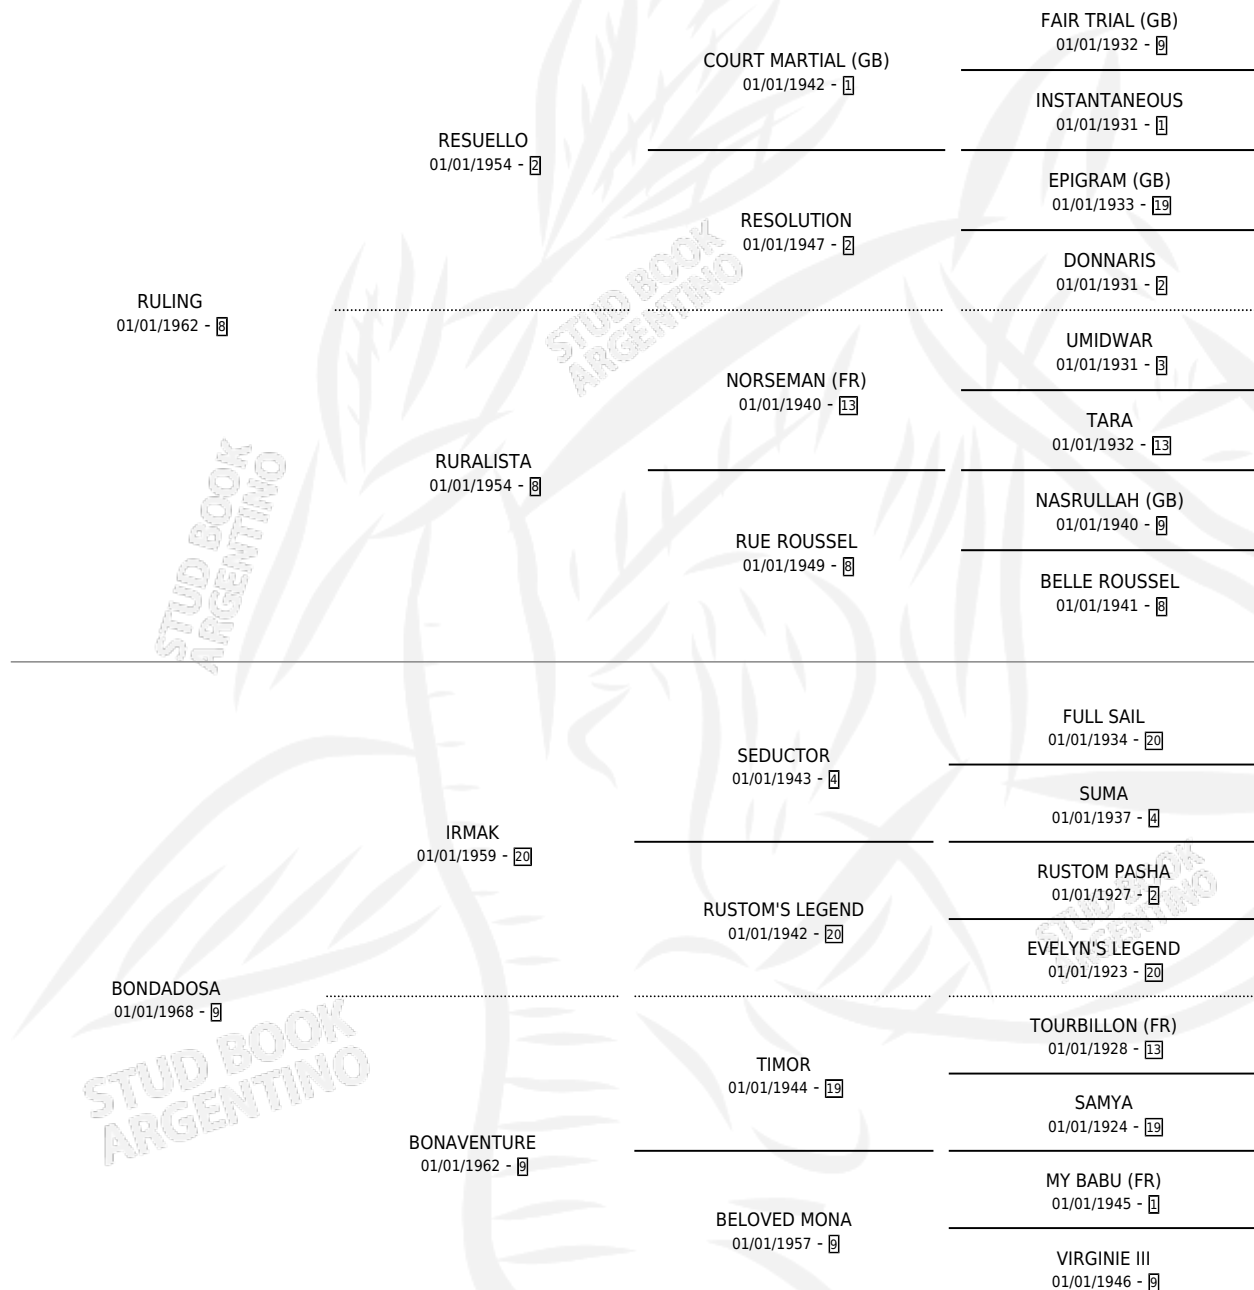 FAIR TRIAL (GB)
01/01/1932 - 9
COURT MARTIAL (GB)
01/01/1942 - 1
INSTANTANEOUS
01/01/1931 - 1
RESUELLO
01/01/1954 - 2
EPIGRAM (GB)
01/01/1933 - 19
RESOLUTION
01/01/1947 - 2
DONNARIS
01/01/1931 - 2
RULING
01/01/1962 - 8
UMIDWAR
01/01/1931 - 3
NORSEMAN (FR)
01/01/1940 - 13
TARA
01/01/1932 - 13
RURALISTA
01/01/1954 - 8
NASRULLAH (GB)
01/01/1940 - 9
RUE ROUSSEL
01/01/1949 - 8
BELLE ROUSSEL
01/01/1941 - 8
FULL SAIL
01/01/1934 - 20
SEDUCTOR
01/01/1943 - 4
SUMA
01/01/1937 - 4
IRMAK
01/01/1959 - 20
RUSTOM PASHA
01/01/1927 - 2
RUSTOM'S LEGEND
01/01/1942 - 20
EVELYN'S LEGEND
01/01/1923 - 20
BONDADOSA
01/01/1968 - 9
TOURBILLON (FR)
01/01/1928 - 13
TIMOR
01/01/1944 - 19
SAMYA
01/01/1924 - 19
BONAVENTURE
01/01/1962 - 9
MY BABU (FR)
01/01/1945 - 1
BELOVED MONA
01/01/1957 - 9
VIRGINIE III
01/01/1946 - 9
STUD BOOK
ARGENTINO
STUD BOOK
ARGENTINO
STUD BOOK
ARGENTINO
STUD BOOK
ARGENTINO